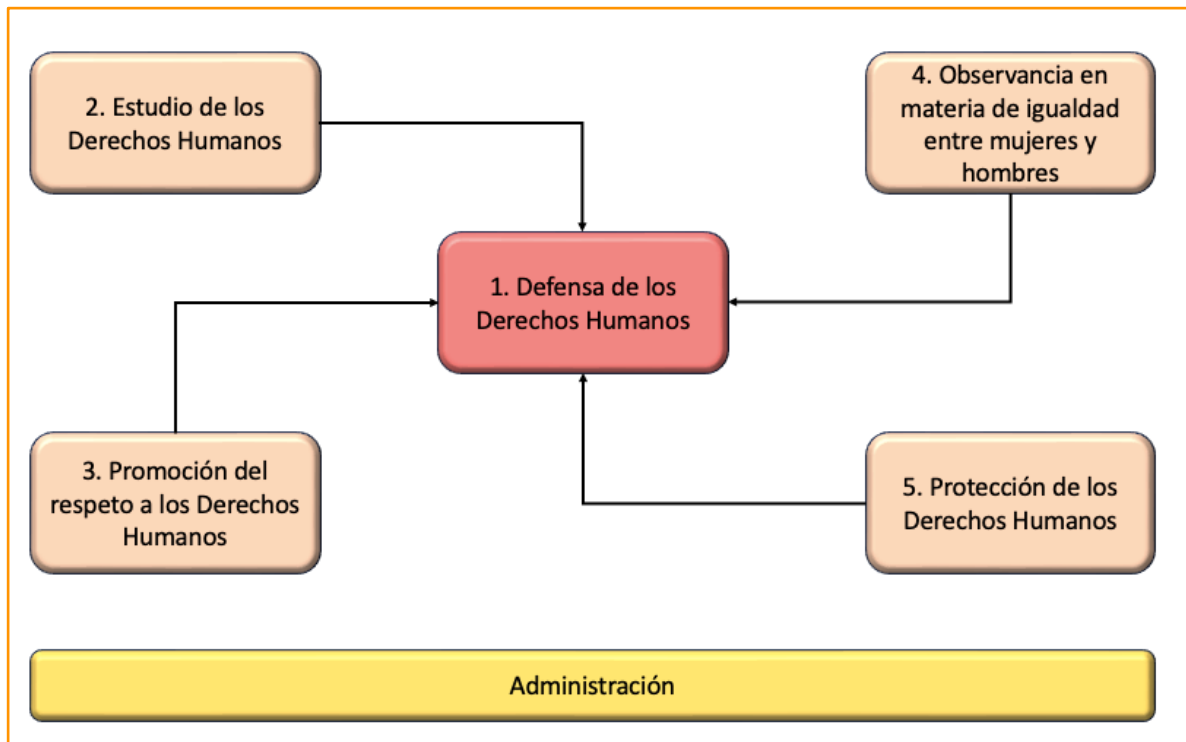 2. Estudio de los
Derechos Humanos
4. Observancia en
materia de igualdad
entre mujeres y
hombres
1. Defensa de los
Derechos Humanos
3. Promoción del
respeto a los Derechos
Humanos
5. Protección de los
Derechos Humanos
Administración